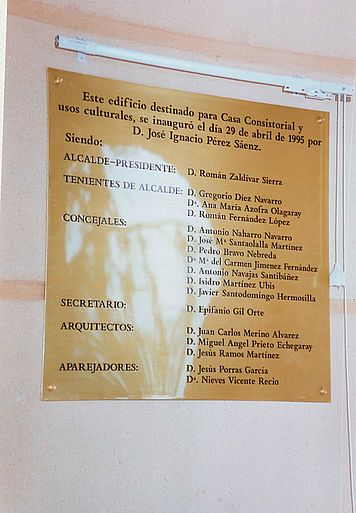 Este edificio destinado para Casa Consistorial y
usos culturales, se inauguró el día 29 de abril de 1995 por
D. José Ignacio Pérez Sáenz.
Siendo:
ALCALDE-PRESIDENTE: D. Román Zaldívar Sierra
TENIENTES DE ALCALDE: D. Gregorio Díez Navarro
Dª. Ana María Azofra Olagaray
D. Román Fernández López
CONCEJALES: D. Antonio Naharro Navarro
D. José Mª Santaolalla Martínez
D. Pedro Bravo Nebreda
Dª Mª del Carmen Jimenez Fernández
D. Antonio Navajas Santibáñez
D. Isidro Martínez Ubis
D. Javier Santodomingo Hermosilla
SECRETARIO: D. Epifanio Gil Orte
ARQUITECTOS: D. Juan Carlos Merino Alvarez
D. Miguel Angel Prieto Echegaray
D. Jesús Ramos Martínez
APAREJADORES: D. Jesús Porras García
Dª. Nieves Vicente Recio